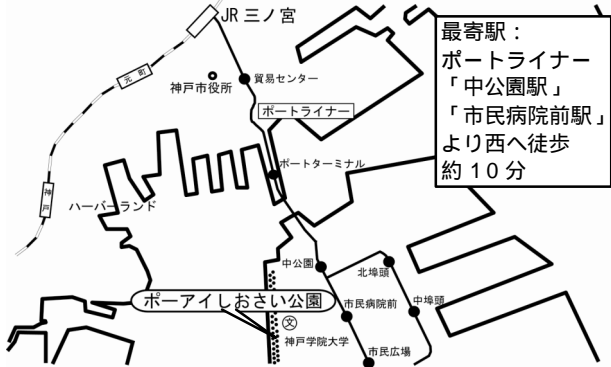 JR 三ノ宮
最寄駅：
ポートライナー
「中公園駅」
「市民病院前駅」
より西へ徒歩
約１０分
元町
神戸市役所
貿易センター
ポートライナー
ポートターミナル
神戸
ハーバーランド
中公園
北埠頭
ポーアイしおさい公園
市民病院前
中埠頭
文
神戸学院大学
市民広場